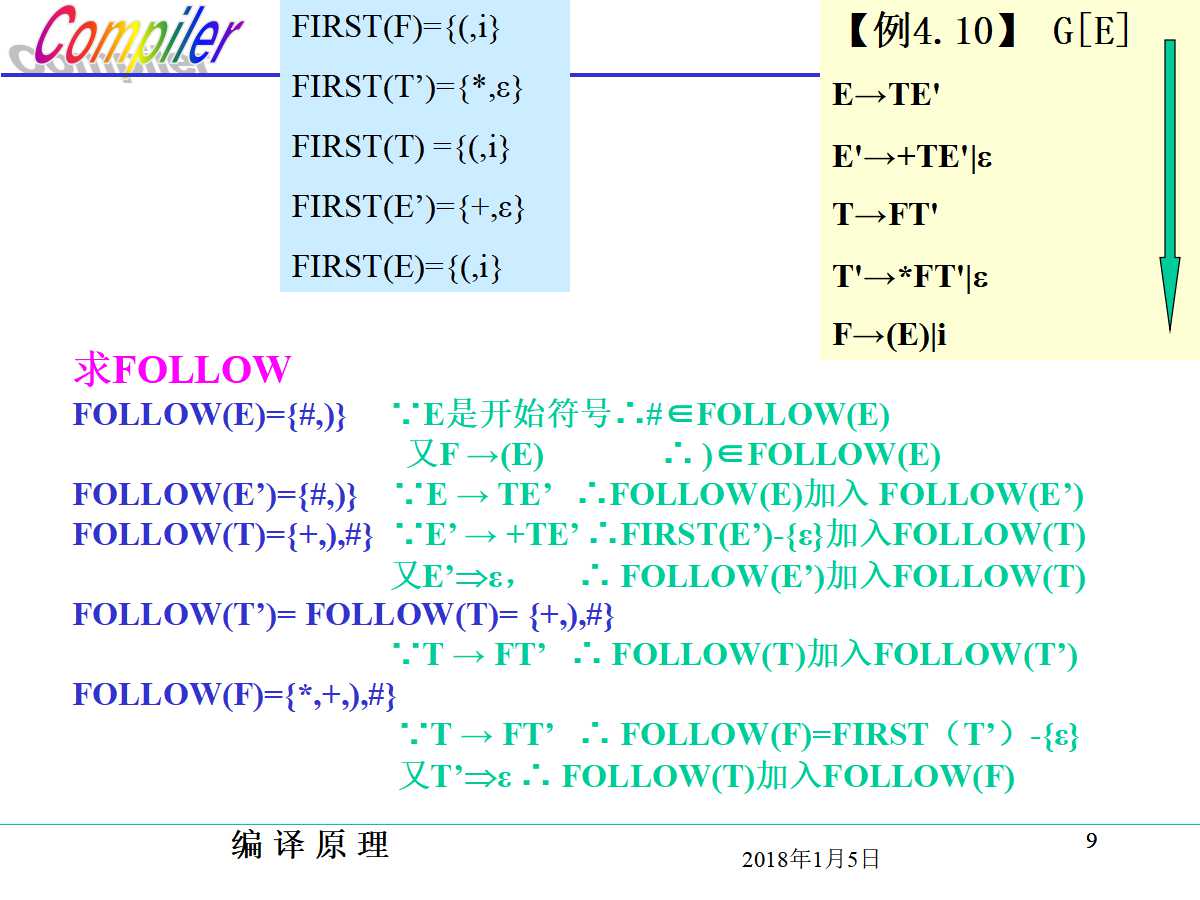 Compiler
FIRST(F)={(,i}
FIRST(T’)={*,ε}
FIRST(T) ={(,i}
FIRST(E’)={+,ε}
FIRST(E)={(,i}
【例4.10】 G[E]
E→TE'
E'→+TE'|ε
T→FT'
T'→*FT'|ε
F→(E)|i
求FOLLOW
FOLLOW(E)={#,)} ∵E是开始符号∴#∈FOLLOW(E)
又F →(E) ∴ )∈FOLLOW(E)
FOLLOW(E’)={#,)} ∵E → TE’ ∴FOLLOW(E)加入 FOLLOW(E’)
FOLLOW(T)={+,),#} ∵E’ → +TE’ ∴FIRST(E’)-{ε}加入FOLLOW(T)
又E’⇒ε, ∴ FOLLOW(E’)加入FOLLOW(T)
FOLLOW(T’)= FOLLOW(T)= {+,),#}
∵T → FT’ ∴ FOLLOW(T)加入FOLLOW(T’)
FOLLOW(F)={*,+,),#}
∵T → FT’ ∴ FOLLOW(F)=FIRST（T’）-{ε}
又T’⇒ε ∴ FOLLOW(T)加入FOLLOW(F)
编 译 原 理
2018年1月5日
9